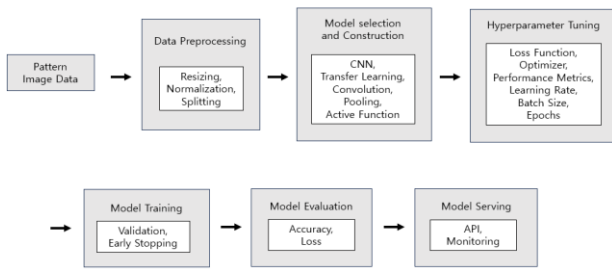 Pattern
Image Data
Data Preprocessing
Resizing,
Normalization,
Splitting
Model selection
and Construction
CNN,
Transfer Learning,
Convolution,
Pooling,
Active Function
Hyperparameter Tuning
Loss Function,
Optimizer,
Performance Metrics,
Learning Rate,
Batch Size,
Epochs
Model Training
Validation,
Early Stopping
Model Evaluation
Accuracy,
Loss
Model Serving
API,
Monitoring